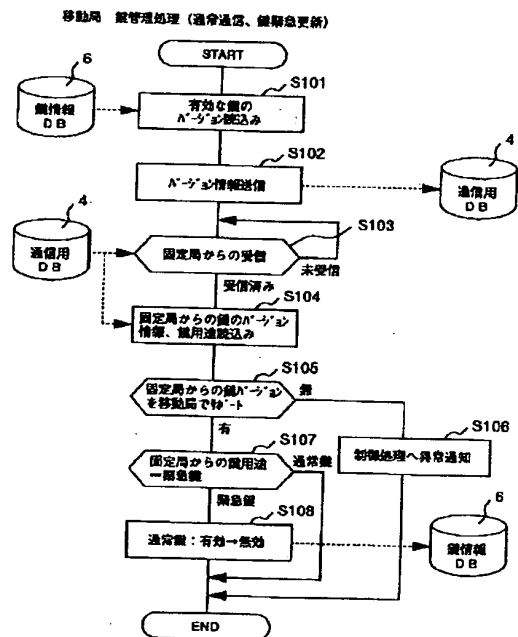 移動局 鍵管理処理（通常通信、鍵緊急更新）
START
6
鍵情報
DB
S101
有効な鍵の
バージョン読込み
S102
バージョン情報送信
4
通信用
DB
4
通信用
DB
S103
固定局からの受信
未受信
受信済み
S104
固定局からの鍵のバージョン
情報、鍵用途読込み
S105
固定局からの鍵バージョン
を移動局でサポート
無
有
S106
制御処理へ異常通知
S107
固定局からの鍵用途
－緊急鍵
通常鍵
緊急鍵
S108
通常鍵：有効→無効
6
鍵情報
DB
END